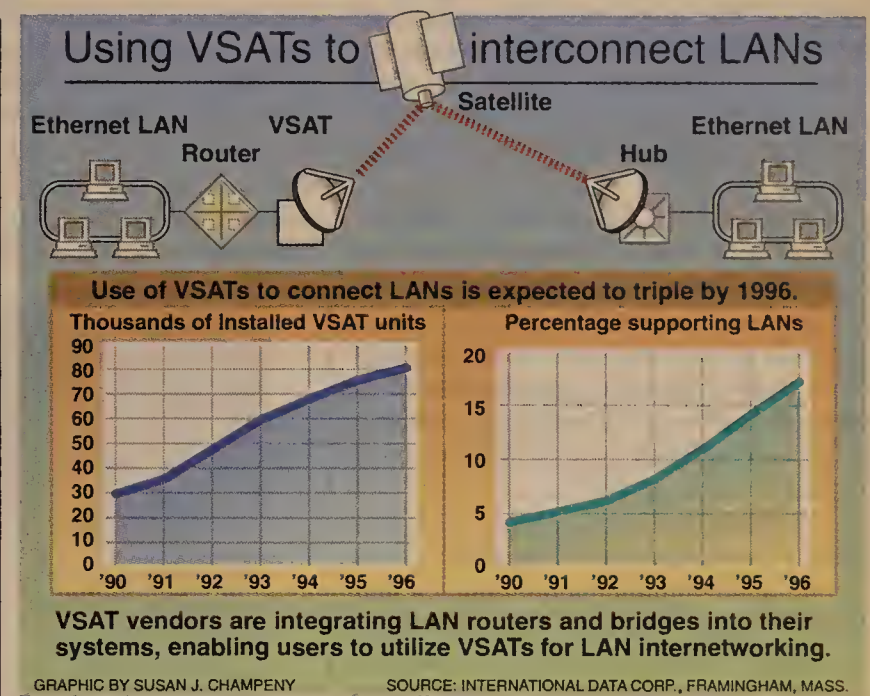 Using VSATs to interconnect LANs
Satellite
Ethernet LAN
VSAT
Ethernet LAN
Router
Hub
Use of VSATs to connect LANs is expected to triple by 1996.
Thousands of Installed VSAT units
90
80
70
60
50
40
30
20
10
0
'90 '91 '92 '93 '94 '95 '96
Percentage supporting LANs
20
15
10
5
0
'90 '91 '92 '93 '94 '95 '96
VSAT vendors are integrating LAN routers and bridges into their
systems, enabling users to utilize VSATs for LAN internetworking.
GRAPHIC BY SUSAN J. CHAMPENY
SOURCE: INTERNATIONAL DATA CORP., FRAMINGHAM, MASS.